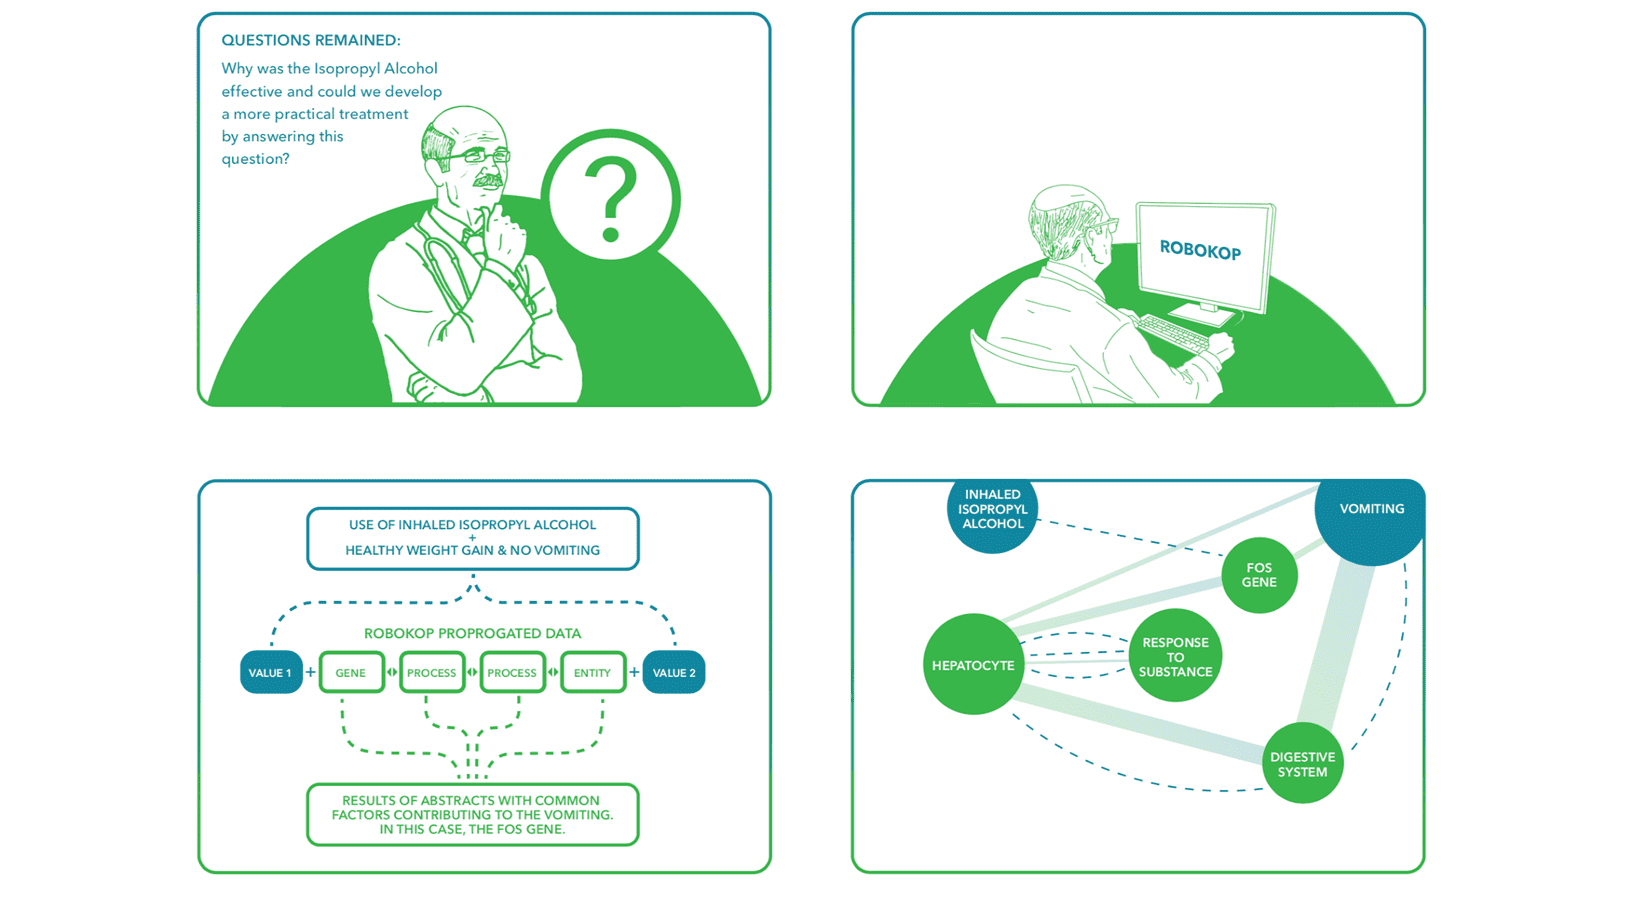 QUESTIONS REMAINED:
Why was the Isopropyl Alcohol
effective and could we develop
a more practical treatment
by answering this
question?
?
ROBOKOP
USE OF INHALED ISOPROPYL ALCOHOL
+
HEALTHY WEIGHT GAIN & NO VOMITING
ROBOKOP PROPROGATED DATA
VALUE 1 + GENE PROCESS PROCESS ENTITY + VALUE 2
RESULTS OF ABSTRACTS WITH COMMON
FACTORS CONTRIBUTING TO THE VOMITING.
IN THIS CASE, THE FOS GENE.
INHALED
ISOPROPYL
ALCOHOL
VOMITING
FOS
GENE
HEPATOCYTE
RESPONSE
TO
SUBSTANCE
DIGESTIVE
SYSTEM